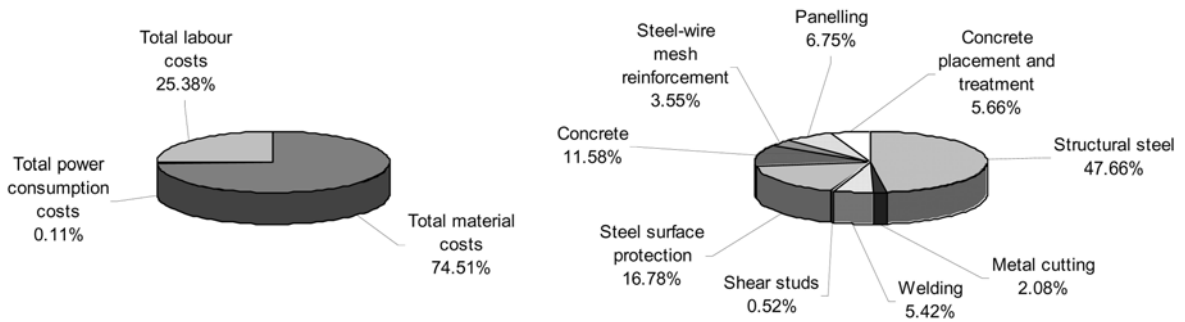 Total labour
costs
25.38%
Total power
consumption
costs
0.11%
Total material
costs
74.51%
Steel-wire
mesh
reinforcement
3.55%
Panelling
6.75%
Concrete
placement and
treatment
5.66%
Concrete
11.58%
Structural steel
47.66%
Steel surface
protection
16.78%
Shear studs
0.52%
Welding
5.42%
Metal cutting
2.08%